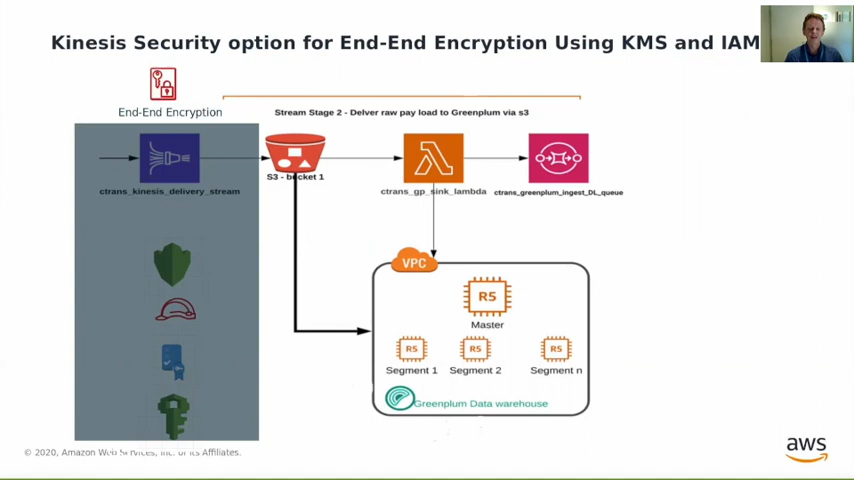 Kinesis Security option for End-End Encryption Using KMS and IAM
End-End Encryption
Stream Stage 2 - Delver raw pay load to Greenplum via s3
ctrans_kinesis_delivery_stream
S3 - bucket 1
ctrans_gp_sink_lambda
ctrans_greenplum_ingest_DL_queue
VPC
R5
Master
R5
R5
R5
Segment 1
Segment 2
Segment n
Greenplum Data warehouse
© 2020, Amazon Web Services, Inc. or its Affiliates.
aws